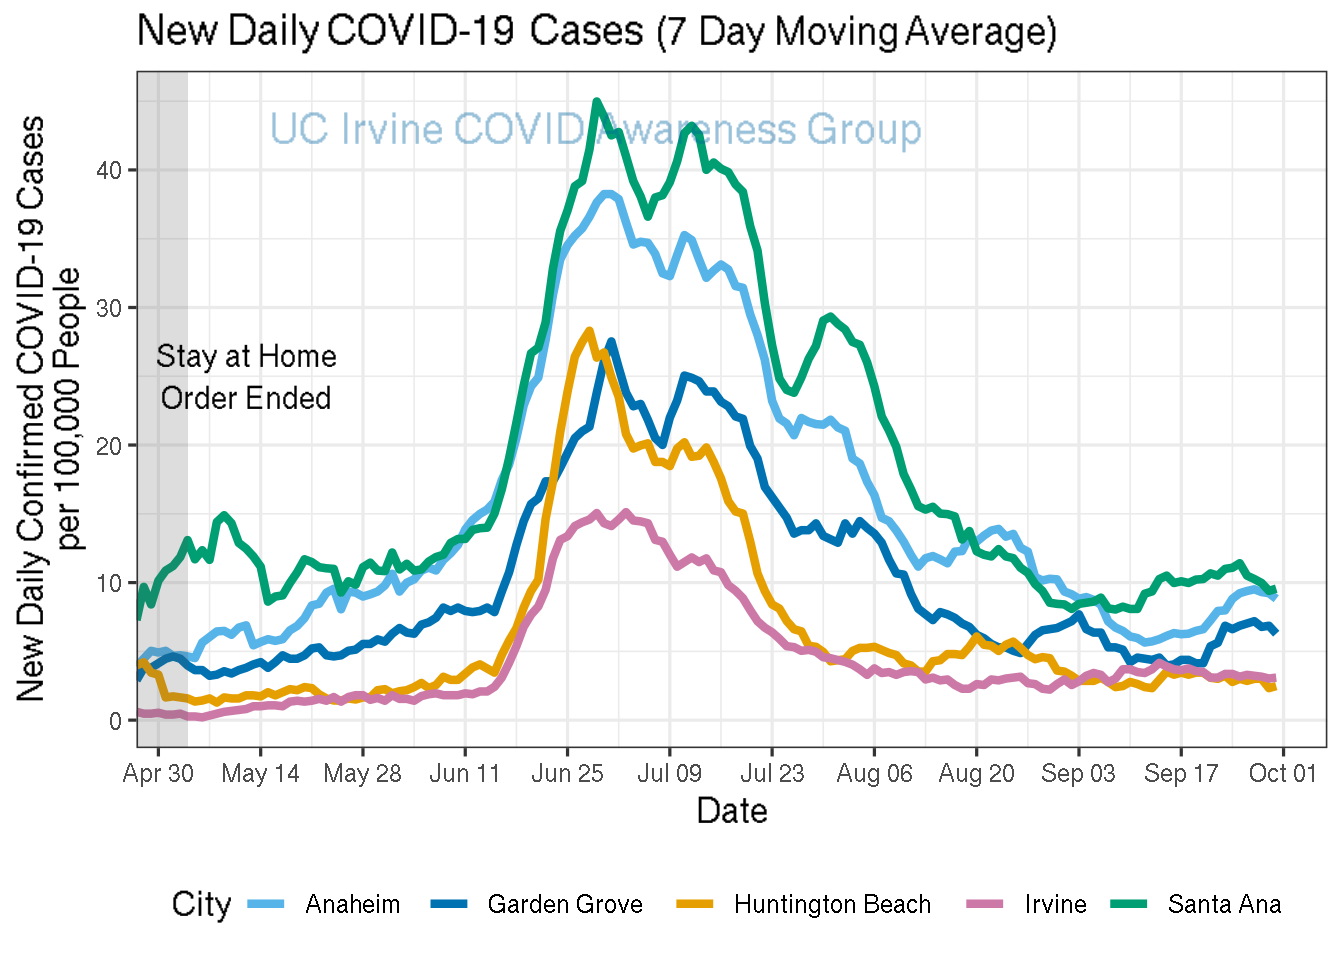 New Daily COVID-19 Cases (7 Day Moving Average)
UC Irvine COVID Awareness Group
New Daily Confirmed COVID-19 Cases
per 100,000 People
40
30
20
10
0
Stay at Home
Order Ended
Apr 30 May 14 May 28 Jun 11 Jun 25 Jul 09 Jul 23 Aug 06 Aug 20 Sep 03 Sep 17 Oct 01
Date
City Anaheim Garden Grove Huntington Beach Irvine Santa Ana